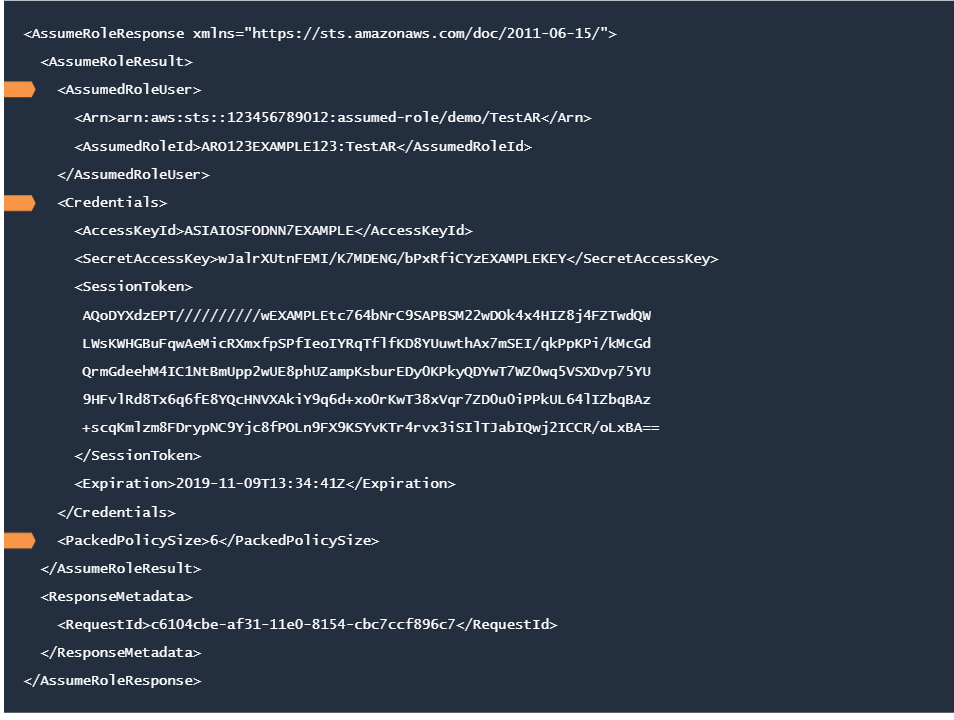 <AssumeRoleResponse xmlns="https://sts.amazonaws.com/doc/2011-06-15/">
<AssumeRoleResult>
<AssumedRoleUser>
<Arn>arn:aws:sts::123456789012:assumed-role/demo/TestAR</Arn>
<AssumedRoleId>ARO123EXAMPLE123:TestAR</AssumedRoleId>
</AssumedRoleUser>
<Credentials>
<AccessKeyId>ASIAIOSFODNN7EXAMPLE</AccessKeyId>
<SecretAccessKey>wJalrXUtnFEMI/K7MDENG/bPxRfiCYzEXAMPLEKEY</SecretAccessKey>
<SessionToken>
AQoDYXdzEPT//////////wEXAMPLEtc764bNrC9SAPBSM22wDOk4x4HIZ8j4FZTwdQW
LWsKWHGBuFqwAeMicRXmxfpSPfIeoIYRqTflfKD8YUuwthAx7mSEI/qkPpKPi/kMcGd
QrmGdeehM4IC1NtBmUpp2wUE8phUZampKsburEDy0KPkyQDYwT7WZ0wq5VSXDvp75YU
9HFvlRd8Tx6q6fE8YQcHNVXAkiY9q6d+xo0rKwT38xVqr7ZD0u0iPPkUL64lIZbqBAz
+scqKmlzm8FDrypNC9Yjc8fPOLn9FX9KSYvKTr4rvx3iSIlTJabIQwj2ICCR/oLxBA==
</SessionToken>
<Expiration>2019-11-09T13:34:41Z</Expiration>
</Credentials>
<PackedPolicySize>6</PackedPolicySize>
</AssumeRoleResult>
<ResponseMetadata>
<RequestId>c6104cbe-af31-11e0-8154-cbc7ccf896c7</RequestId>
</ResponseMetadata>
</AssumeRoleResponse>